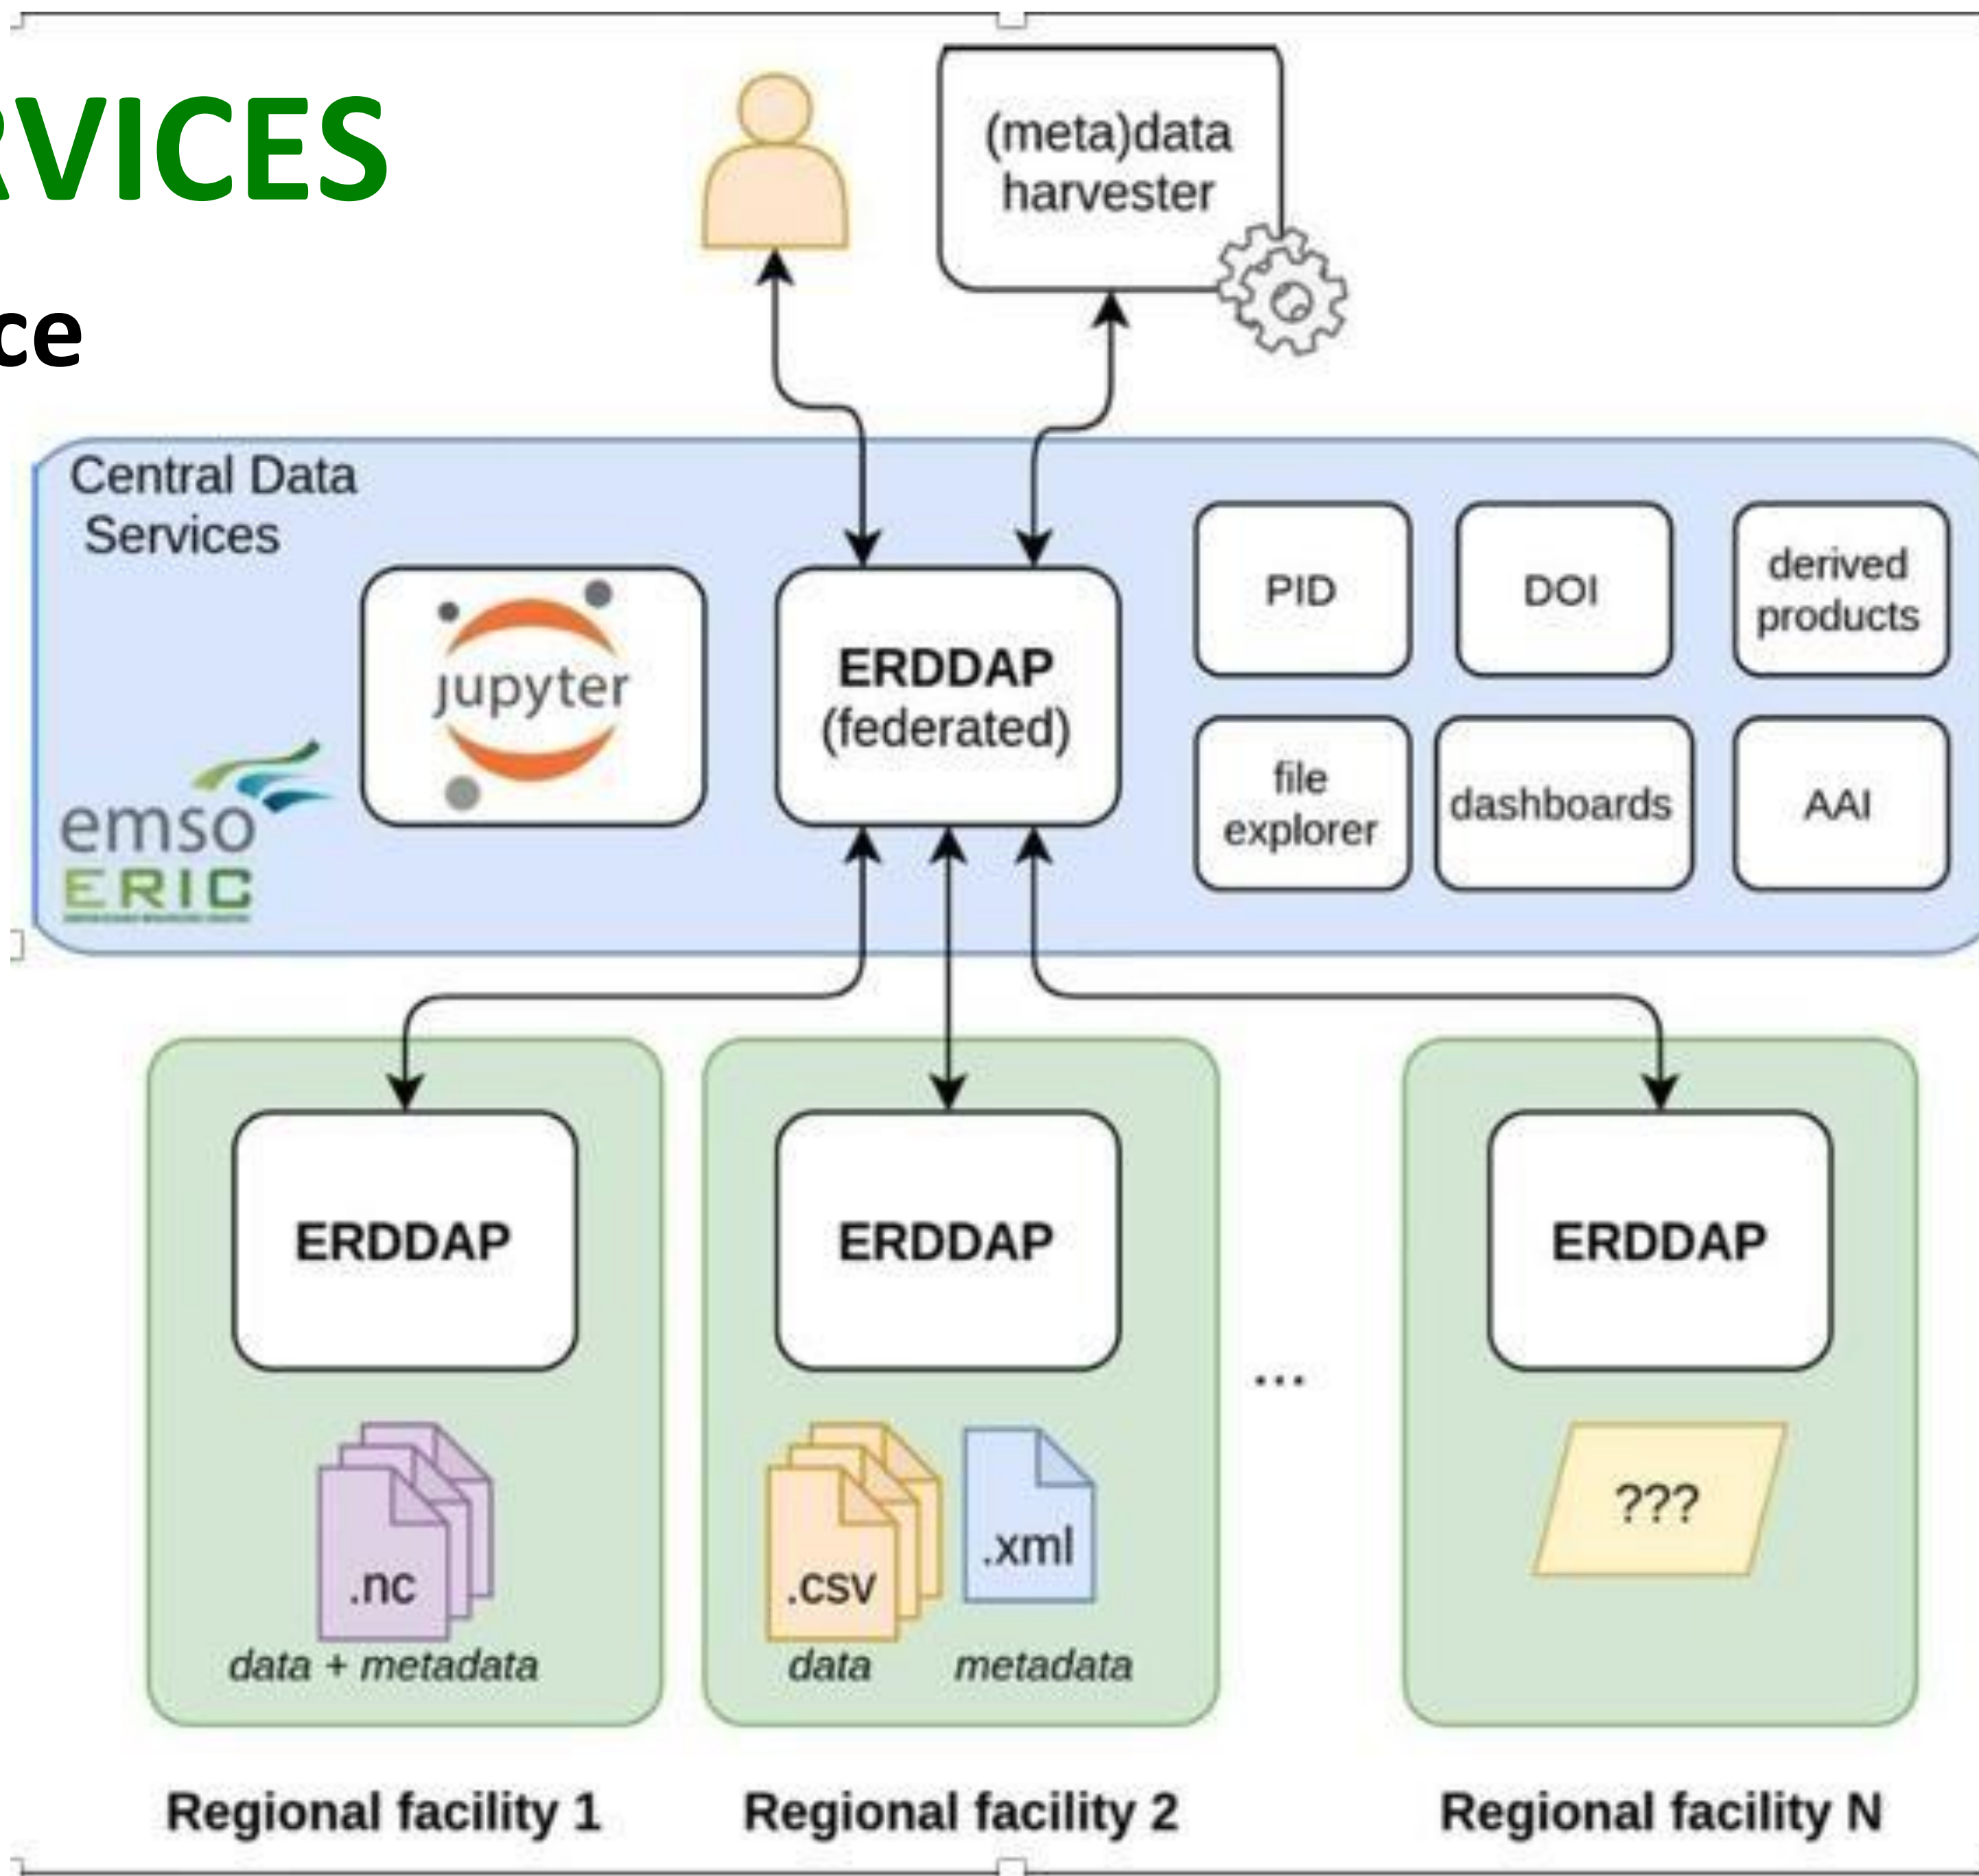 RVICES
ce
(meta)data
harvester
Central Data
Services
jupyter
ERDDAP
(federated)
PID
DOI
derived
products
file
explorer
dashboards
AAI
emso
ERIC
ERDDAP
ERDDAP
ERDDAP
...
.nc
.csv
.xml
???
data + metadata
data
metadata
Regional facility 1
Regional facility 2
Regional facility N